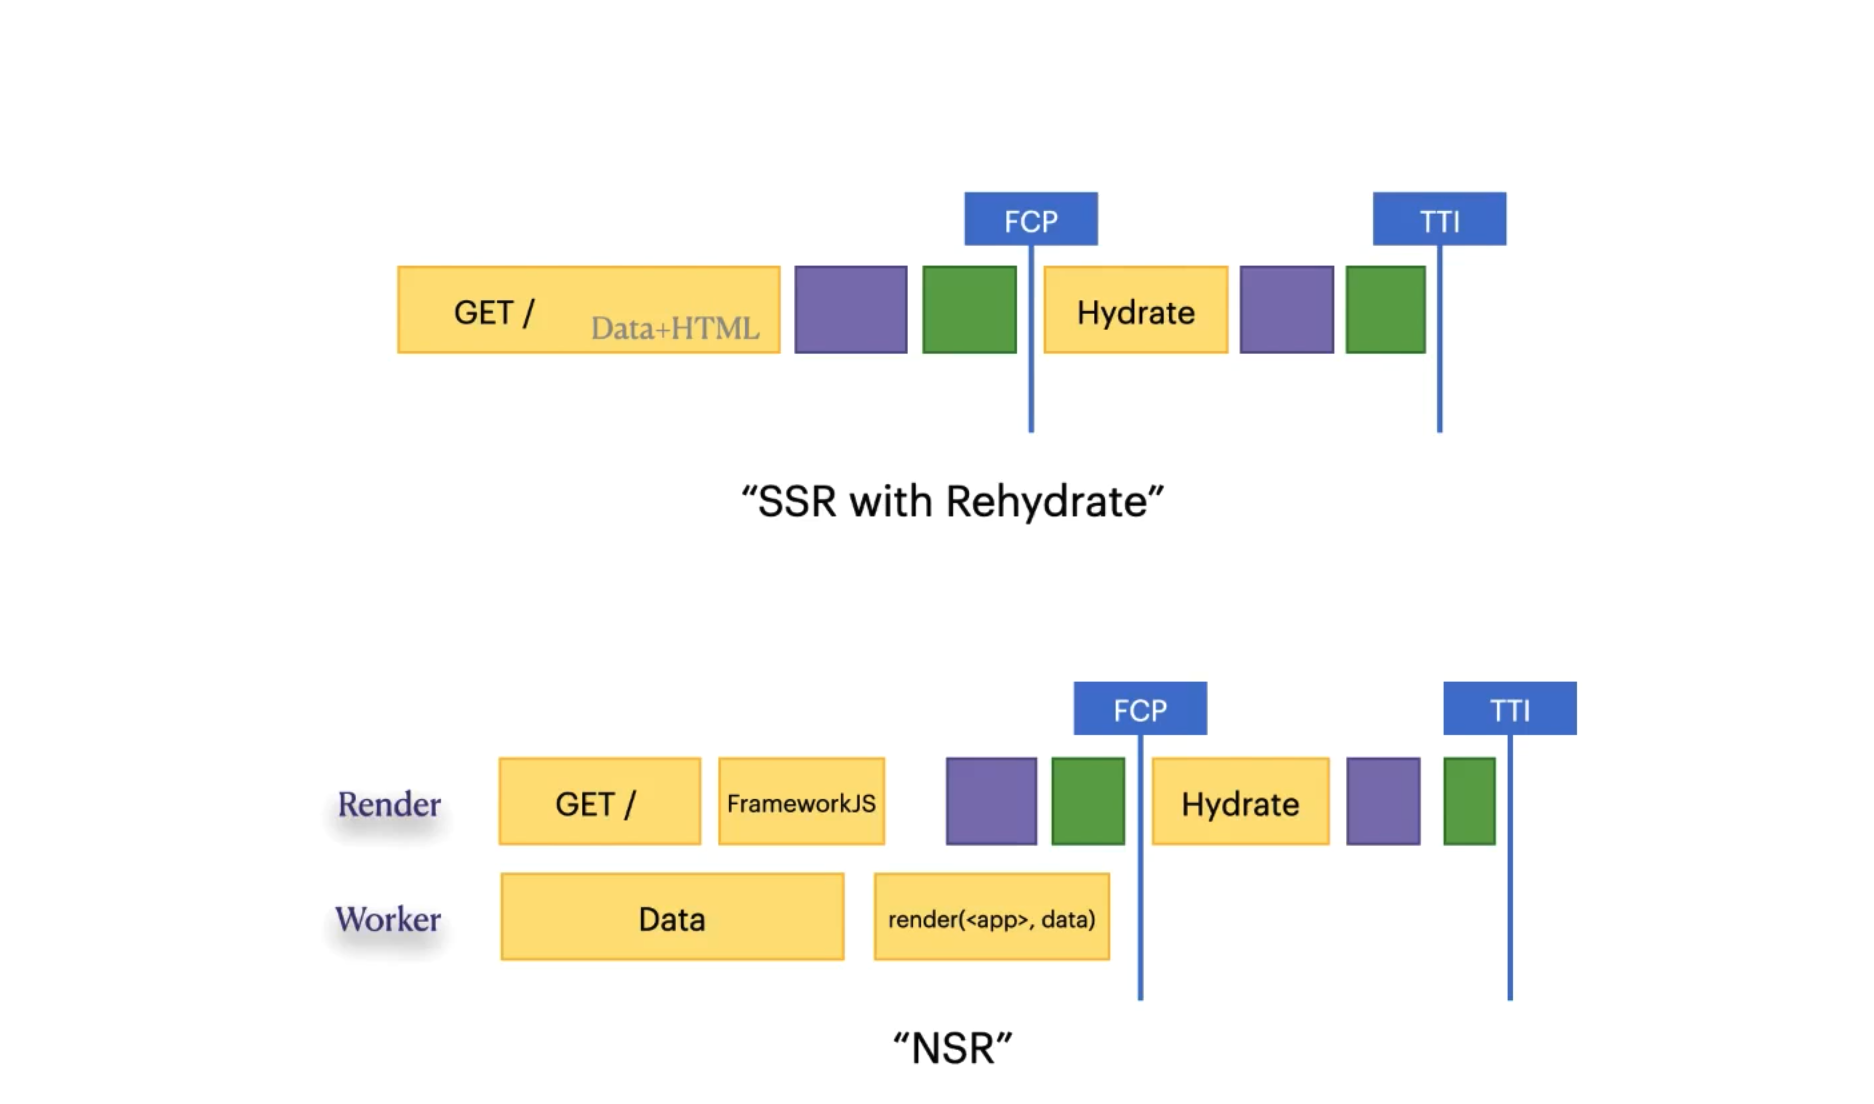 FCP
TTI
GET /
Data+HTML
Hydrate
“SSR with Rehydrate”
FCP
TTI
Render
GET /
FrameworkJS
Hydrate
Worker
Data
render(<app>, data)
“NSR”